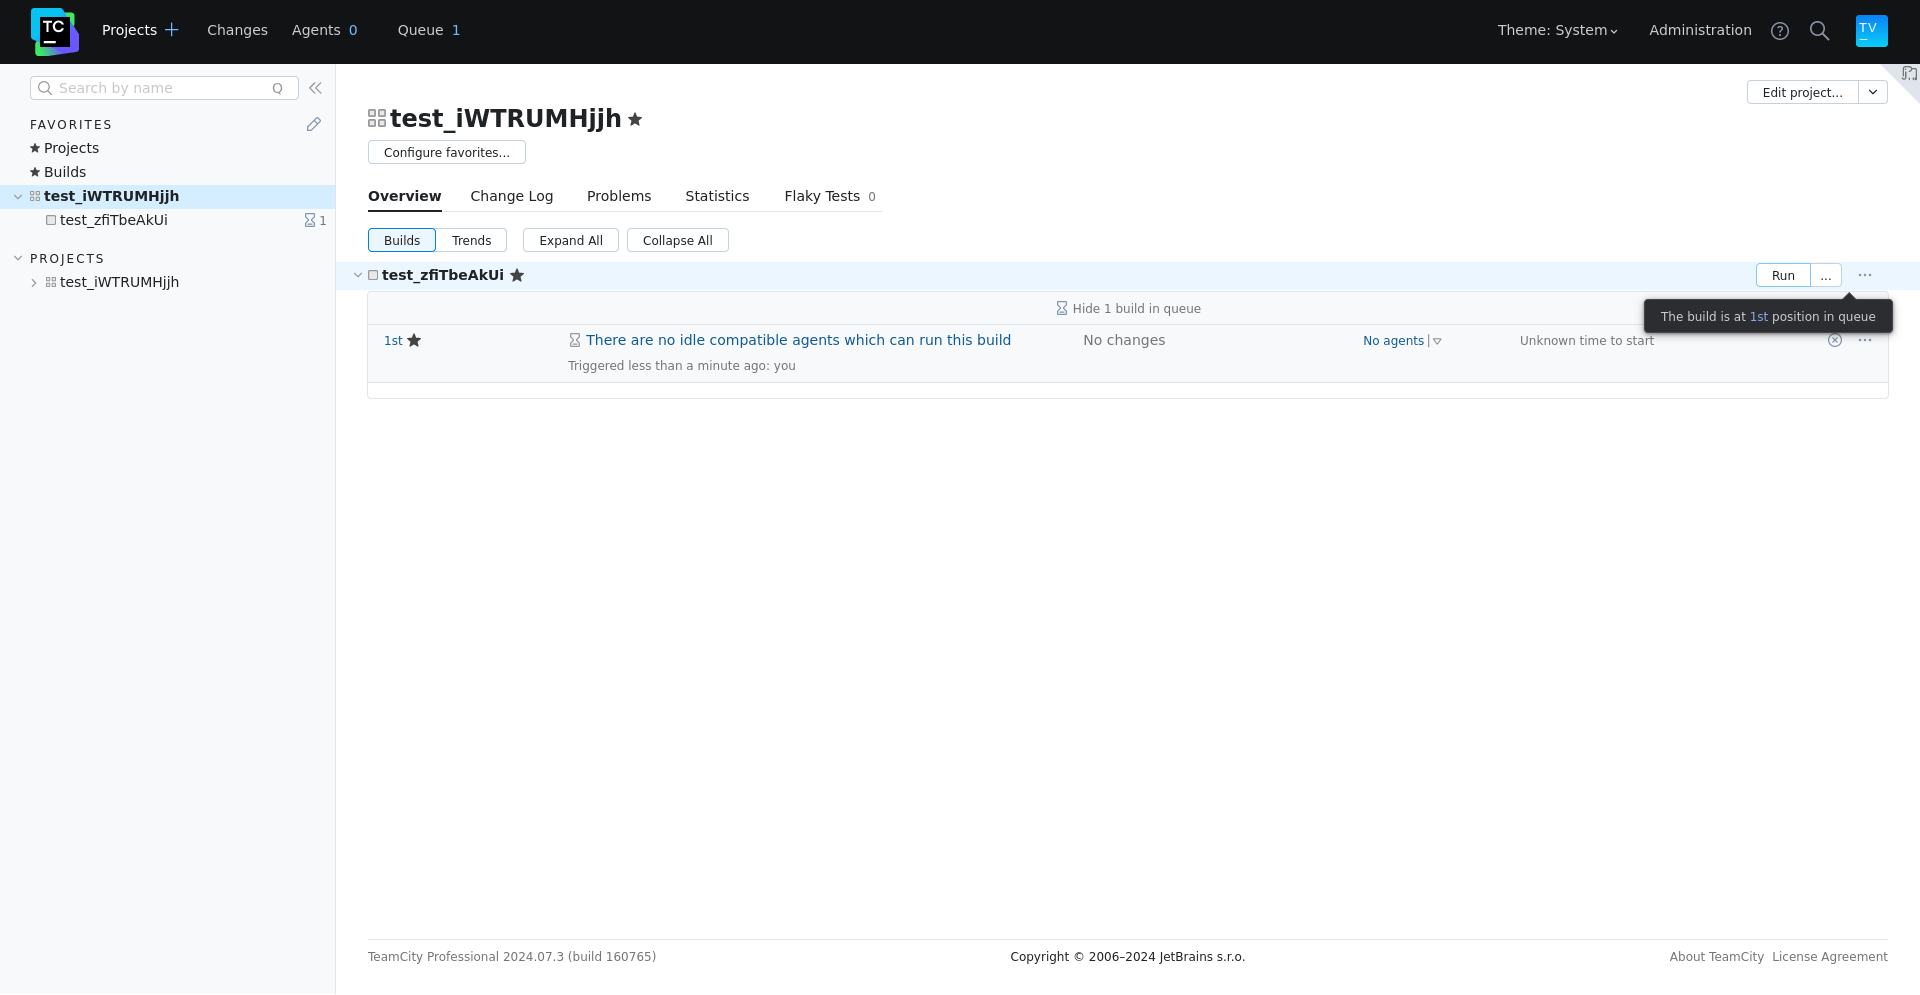 TC
Projects
Changes
Agents 0
Queue 1
Theme: System
Administration
TV
Search by name Q
FAVORITES
Projects
Builds
test_iWTRUMHjjh
test_zfiTbeAkUi 1
PROJECTS
test_iWTRUMHjjh
Edit project...
test_iWTRUMHjjh
Configure favorites...
Overview Change Log Problems Statistics Flaky Tests 0
Builds Trends Expand All Collapse All
test_zfiTbeAkUi
Run ...
Hide 1 build in queue
The build is at 1st position in queue
1st There are no idle compatible agents which can run this build No changes No agents Unknown time to start
Triggered less than a minute ago: you
TeamCity Professional 2024.07.3 (build 160765)
Copyright © 2006–2024 JetBrains s.r.o.
About TeamCity License Agreement